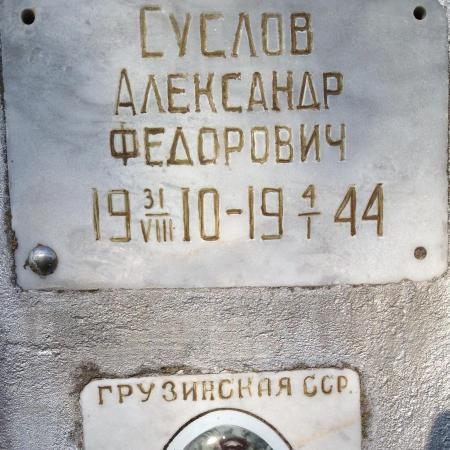 СУСЛОВ
АЛЕКСАНДР
ФЕДОРОВИЧ
19 31/VIII 10-19 4/I 44
ГРУЗИНСКАЯ ССР.